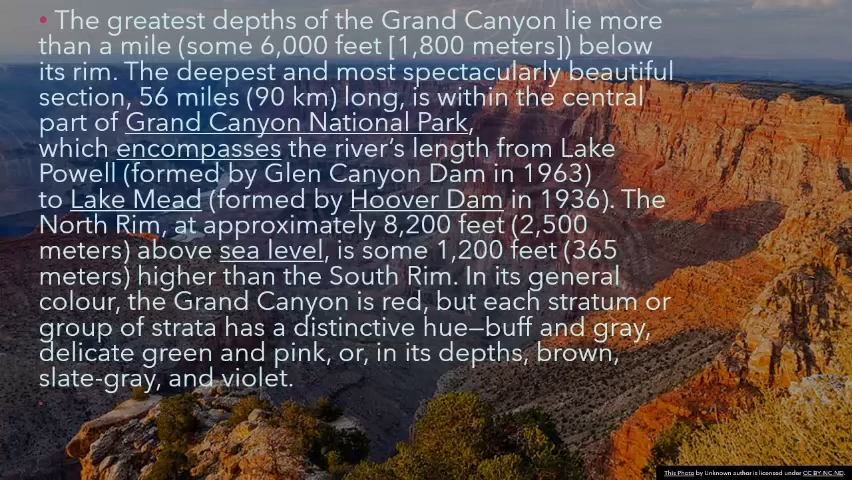 • The greatest depths of the Grand Canyon lie more
than a mile (some 6,000 feet [1,800 meters]) below
its rim. The deepest and most spectacularly beautiful
section, 56 miles (90 km) long, is within the central
part of Grand Canyon National Park,
which encompasses the river’s length from Lake
Powell (formed by Glen Canyon Dam in 1963)
to Lake Mead (formed by Hoover Dam in 1936). The
North Rim, at approximately 8,200 feet (2,500
meters) above sea level, is some 1,200 feet (365
meters) higher than the South Rim. In its general
colour, the Grand Canyon is red, but each stratum or
group of strata has a distinctive hue—buff and gray,
delicate green and pink, or, in its depths, brown,
slate-gray, and violet.
•
This Photo by Unknown author is licensed under CC BY-NC-ND.